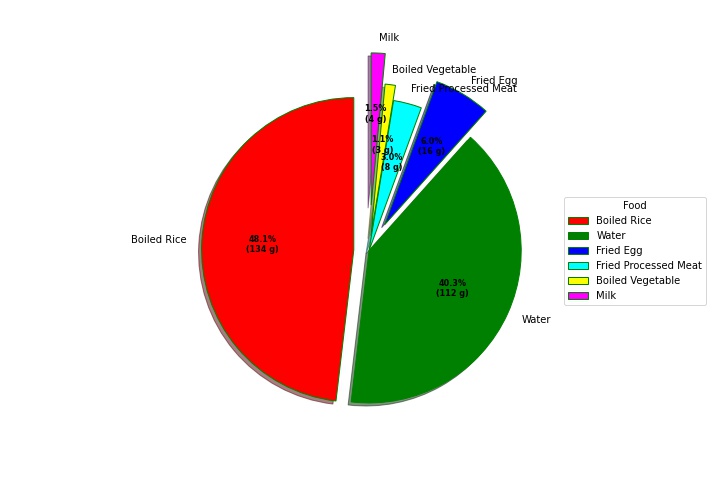 Milk
Boiled Vegetable
Fried Egg
Fried Processed Meat
1.5%
(4 g)
1.1%
(3 g)
3.0%
(8 g)
6.0%
(16 g)
Boiled Rice
48.1%
(134 g)
40.3%
(112 g)
Water
Food
Boiled Rice
Water
Fried Egg
Fried Processed Meat
Boiled Vegetable
Milk